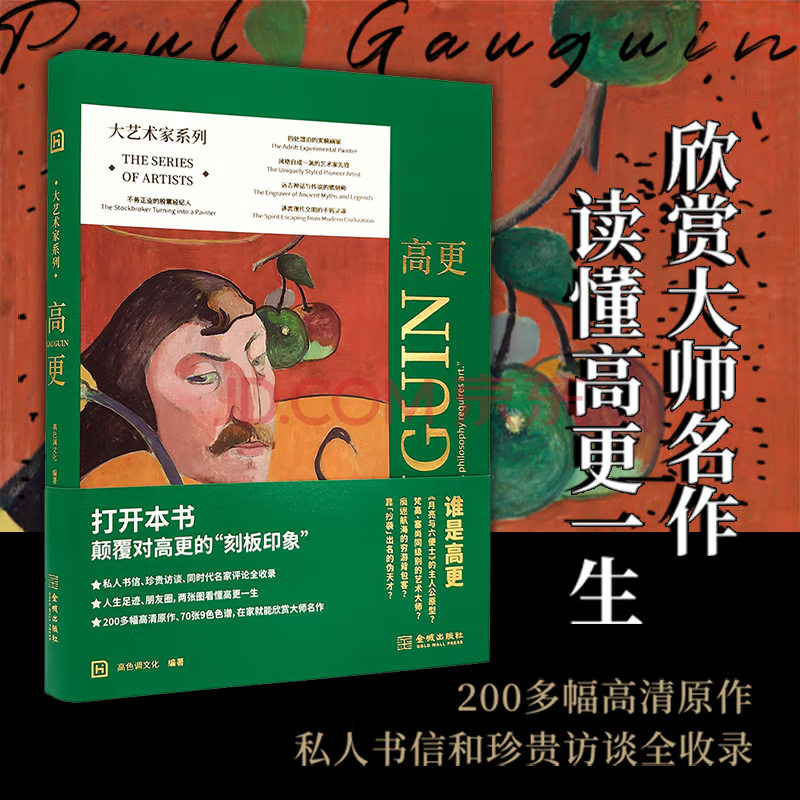 Paul Gauguin
欣赏大师名作
读懂高更一生
大艺术家系列
THE SERIES
OF ARTISTS
不务正业的股票经纪人
The Stockbroker Turning into a Painter
四处漂泊的实验画家
The Adrift Experimental Painter
风格自成一派的艺术家先锋
The Uniquely Styled Pioneer Artist
远古神话与传说的镌刻师
The Engraver of Ancient Myths and Legends
逃离现代文明的不羁灵魂
The Spirit Escaping from Modern Civilization
大艺术家系列
高更
GAUGUIN
高色调文化 编著
高更
GUIN
philosophy requires art."
JD.COM 京东
打开本书
颠覆对高更的“刻板印象”
★私人书信、珍贵访谈、同时代名家评论全收录
★人生足迹、朋友圈,两张图看懂高更一生
★200多幅高清原作、70张9色色谱,在家就能欣赏大师名作
谁是高更
《月亮与六便士》的主人公原型?
梵高、塞尚同级别的艺术大师?
痴迷航海的穷游背包客?
靠「抄袭」出名的伪天才?
高色调文化 编著
金城出版社
GOLD WALL PRESS
200多幅高清原作
私人书信和珍贵访谈全收录